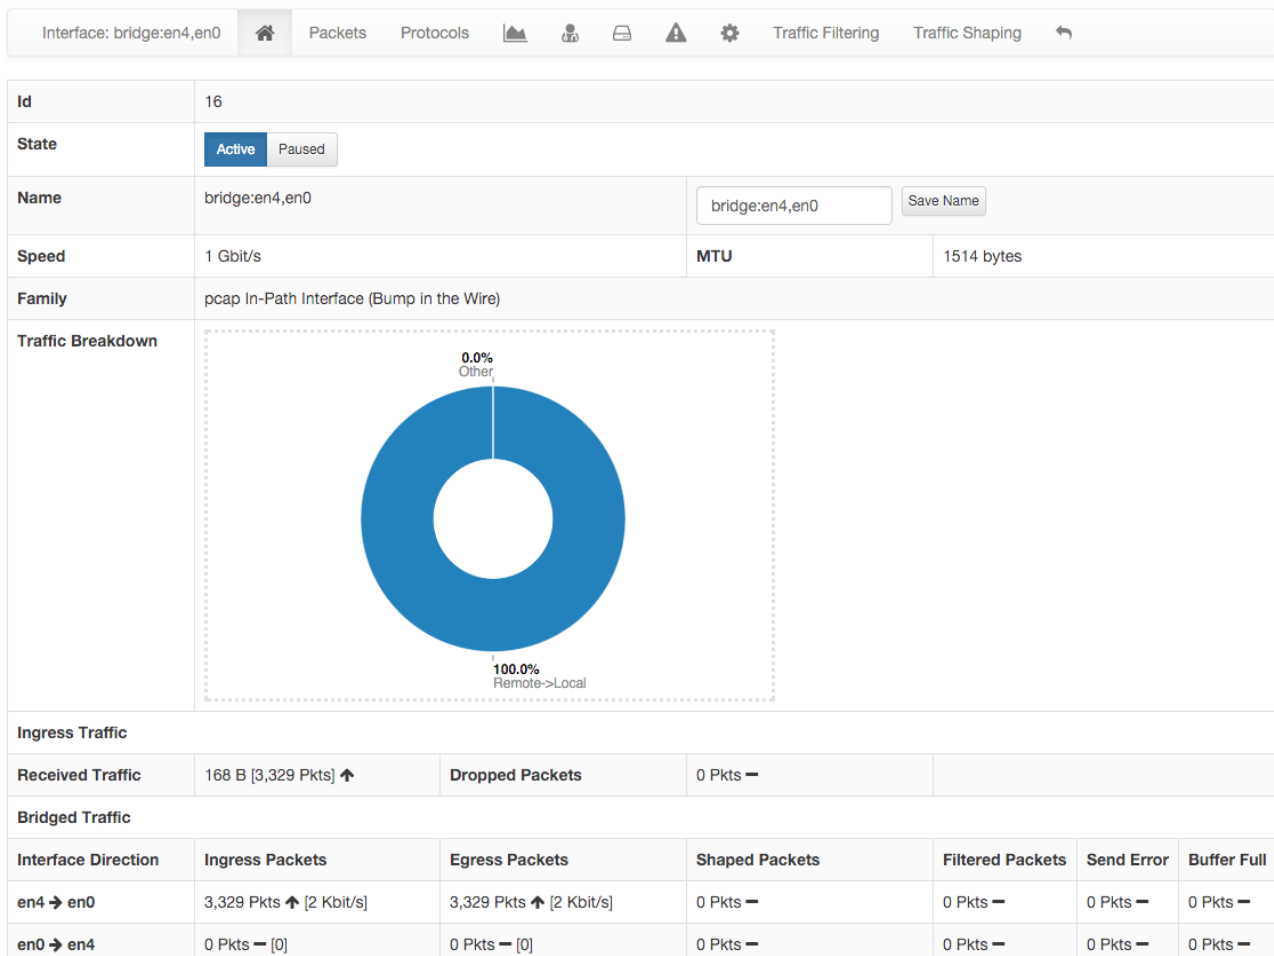 Interface: bridge:en4,en0 Packets Protocols Traffic Filtering Traffic Shaping
Id 16
State Active Paused
Name bridge:en4,en0 bridge:en4,en0 Save Name
Speed 1 Gbit/s MTU 1514 bytes
Family pcap In-Path Interface (Bump in the Wire)
Traffic Breakdown
0.0%
Other
100.0%
Remote->Local
Ingress Traffic
Received Traffic 168 B [3,329 Pkts] Dropped Packets 0 Pkts
Bridged Traffic
Interface Direction Ingress Packets Egress Packets Shaped Packets Filtered Packets Send Error Buffer Full
en4 → en0 3,329 Pkts ↑ [2 Kbit/s] 3,329 Pkts ↑ [2 Kbit/s] 0 Pkts 0 Pkts 0 Pkts 0 Pkts
en0 → en4 0 Pkts – [0] 0 Pkts – [0] 0 Pkts 0 Pkts 0 Pkts 0 Pkts